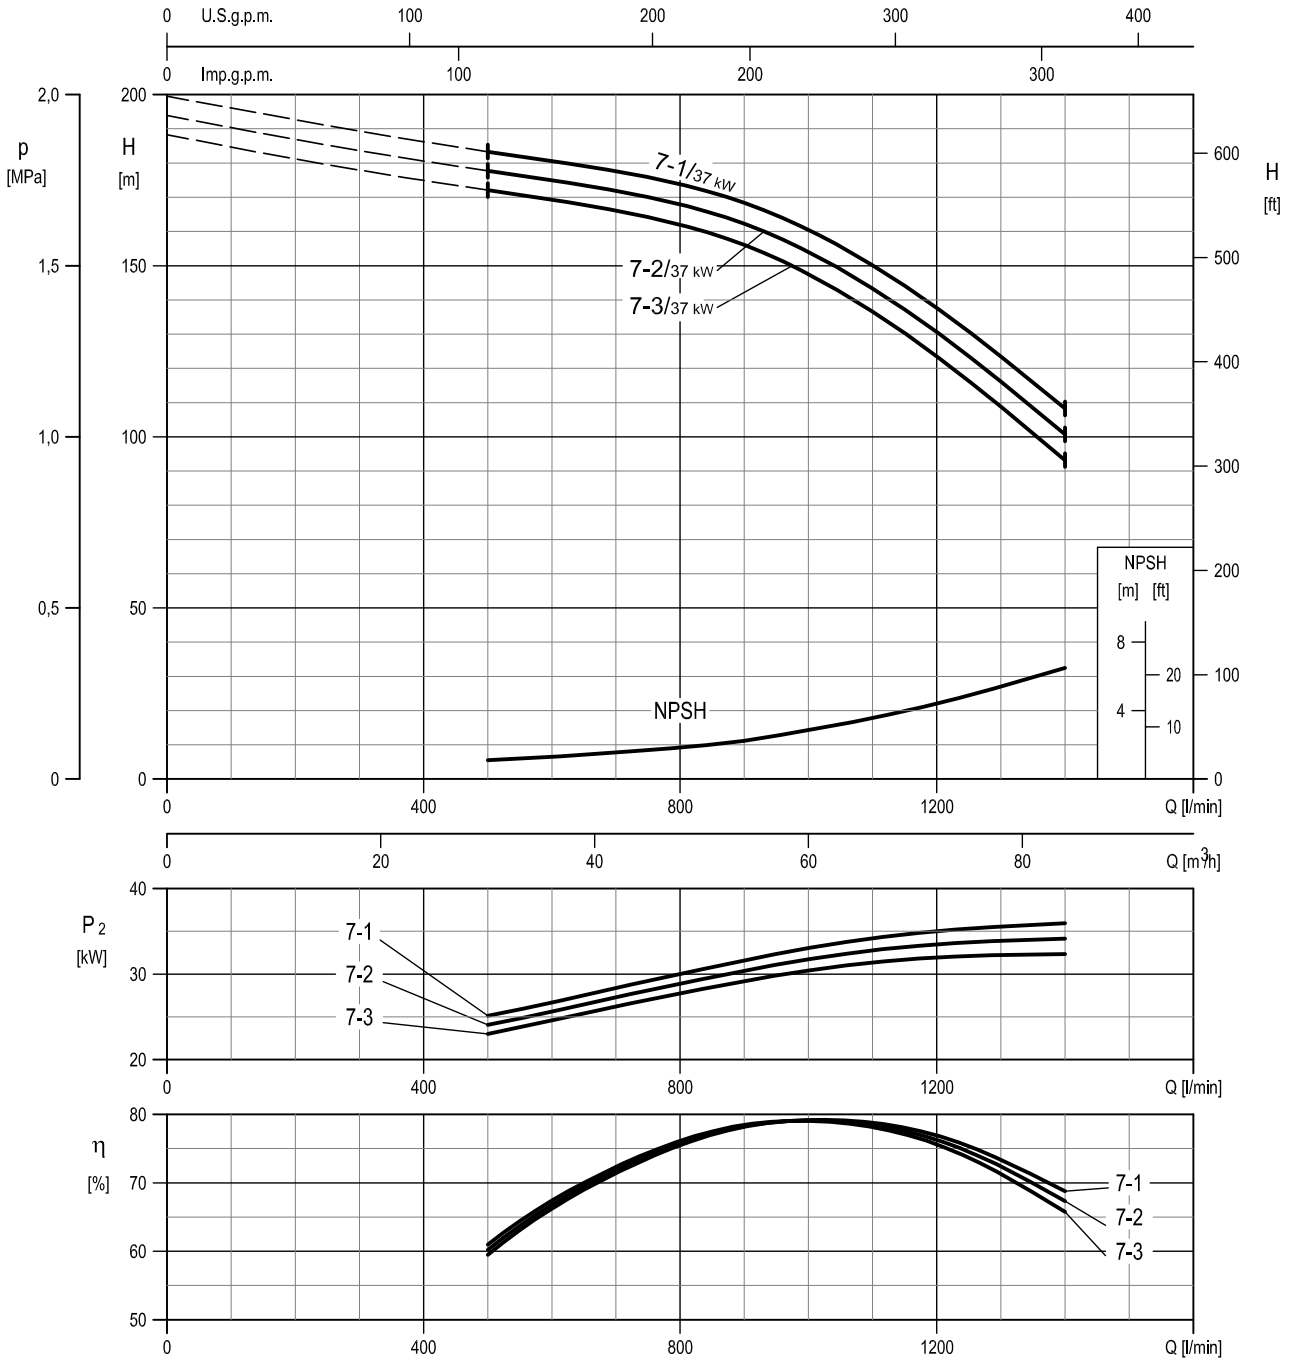 0 U.S.g.p.m. 100 200 300 400
0 Imp.g.p.m. 100 200 300
p
[MPa]
2,0
1,5
1,0
0,5
0
H
[m]
200
150
100
50
0
H
[ft]
600
500
400
300
200
100
0
7-1/37 kW
7-2/37 kW
7-3/37 kW
NPSH
NPSH
[m] [ft]
8
20
4
10
0 400 800 1200 Q [l/min]
0 20 40 60 80 Q [m³/h]
P2
[kW]
40
30
20
7-1
7-2
7-3
0 400 800 1200 Q [l/min]
η
[%]
80
70
60
50
7-1
7-2
7-3
0 400 800 1200 Q [l/min]